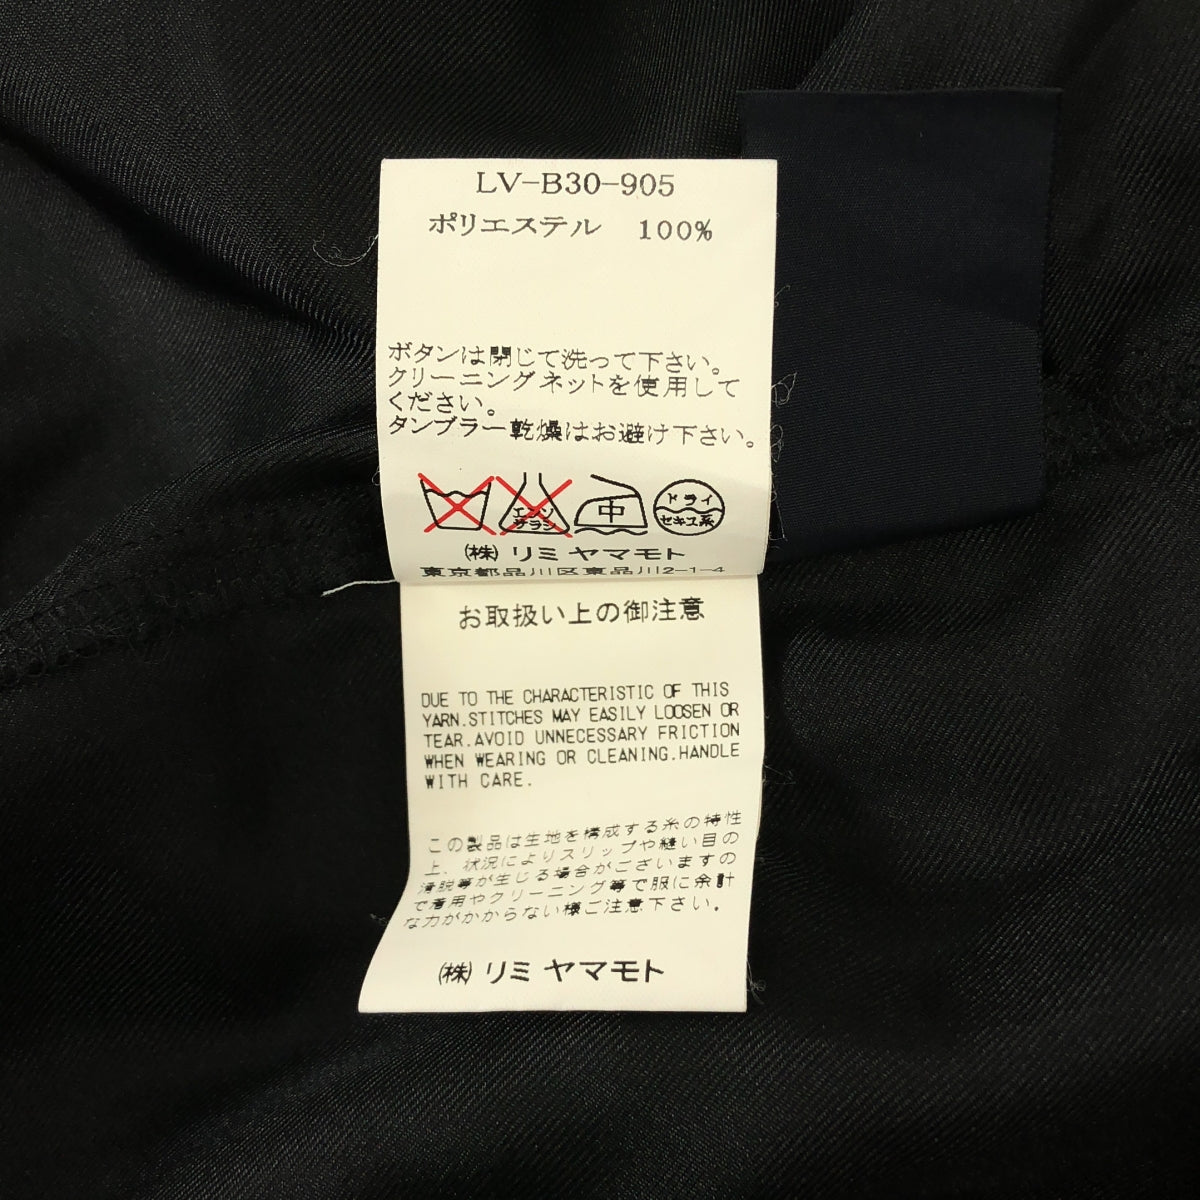 LV-B30-905
ポリエステル 100%
ボタンは閉じて洗って下さい。
クリーニングネットを使用して
ください。
タンブラー乾燥はお避け下さい。
エンソ
サラシ
中
ドライ
セキユ系
㈱ リミ ヤマモト
東京都品川区東品川2-1-4
お取扱い上の御注意
DUE TO THE CHARACTERISTIC OF THIS
YARN.STITCHES MAY EASILY LOOSEN OR
TEAR.AVOID UNNECESSARY FRICTION
WHEN WEARING OR CLEANING.HANDLE
WITH CARE.
この製品は生地を構成する糸の特性
上、状況によりスリップや縫い目の
滑脱等が生じる場合がございますの
で着用やクリーニング等で服に余計
な力がかからない様ご注意下さい。
㈱ リミ ヤマモト